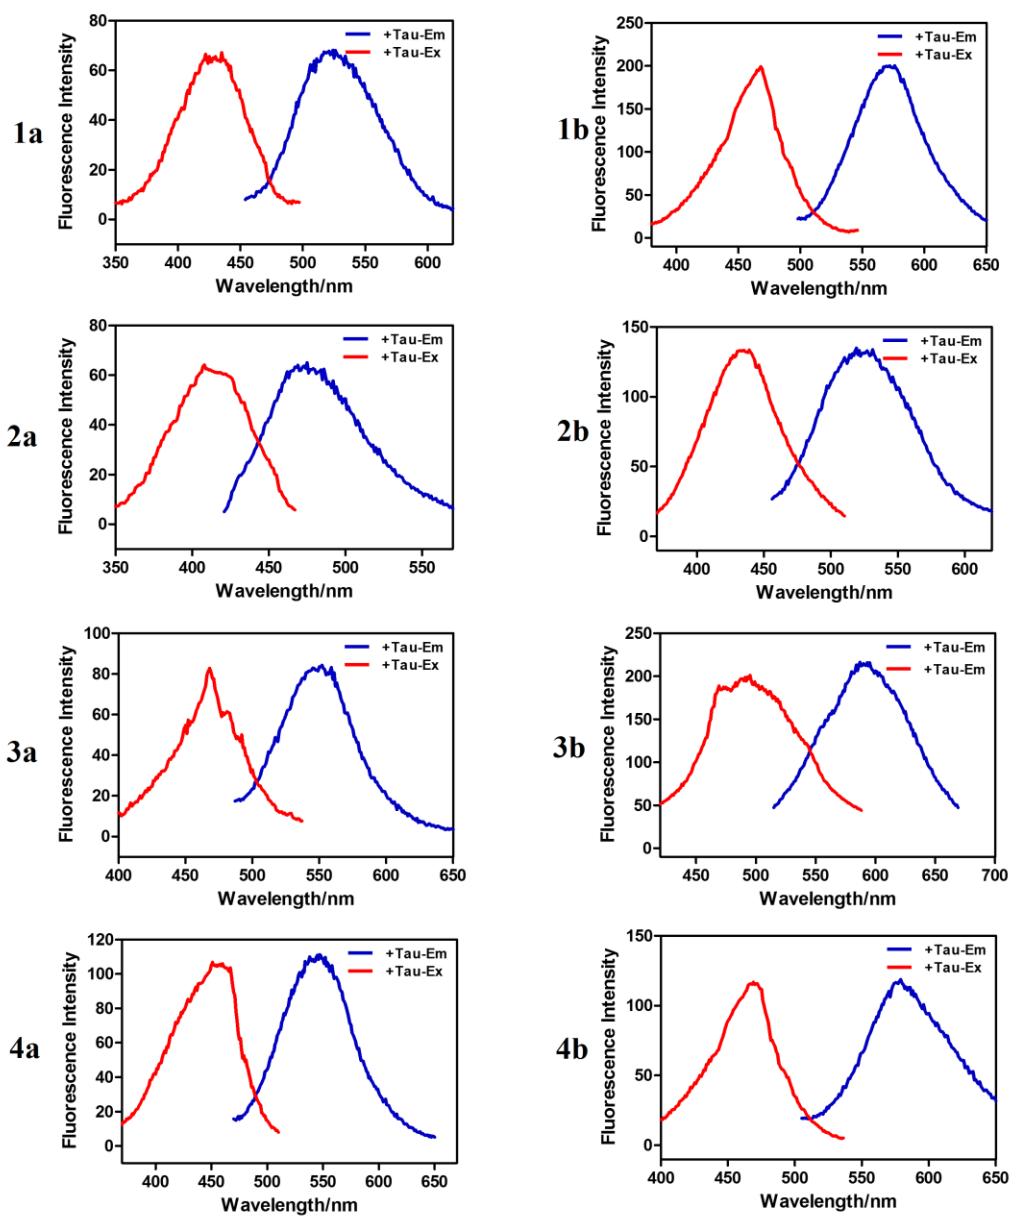 1a
Fluorescence Intensity
80
60
40
20
0
+Tau-Em
+Tau-Ex
350 400 450 500 550 600
Wavelength/nm
1b
Fluorescence Intensity
250
200
150
100
50
0
+Tau-Em
+Tau-Ex
400 450 500 550 600 650
Wavelength/nm
2a
Fluorescence Intensity
80
60
40
20
0
+Tau-Em
+Tau-Ex
350 400 450 500 550
Wavelength/nm
2b
Fluorescence Intensity
150
100
50
0
+Tau-Em
+Tau-Ex
400 450 500 550 600
Wavelength/nm
3a
Fluorescence Intensity
100
80
60
40
20
0
+Tau-Em
+Tau-Ex
400 450 500 550 600 650
Wavelength/nm
3b
Fluorescence Intensity
250
200
150
100
50
0
+Tau-Em
+Tau-Em
450 500 550 600 650 700
Wavelength/nm
4a
Fluorescence Intensity
120
100
80
60
40
20
0
+Tau-Em
+Tau-Ex
400 450 500 550 600 650
Wavelength/nm
4b
Fluorescence Intensity
150
100
50
0
+Tau-Em
+Tau-Ex
400 450 500 550 600 650
Wavelength/nm